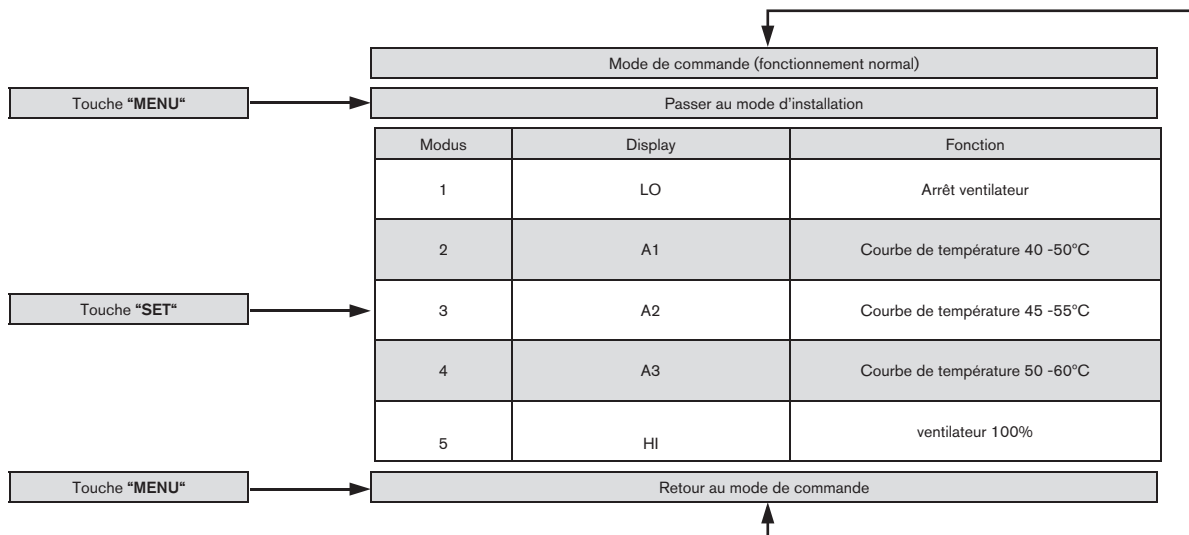 Mode de commande (fonctionnement normal)
Touche “MENU“
Passer au mode d’installation
Modus Display Fonction
1 LO Arrêt ventilateur
2 A1 Courbe de température 40 -50°C
Touche “SET“
3 A2 Courbe de température 45 -55°C
4 A3 Courbe de température 50 -60°C
5 HI ventilateur 100%
Touche “MENU“
Retour au mode de commande